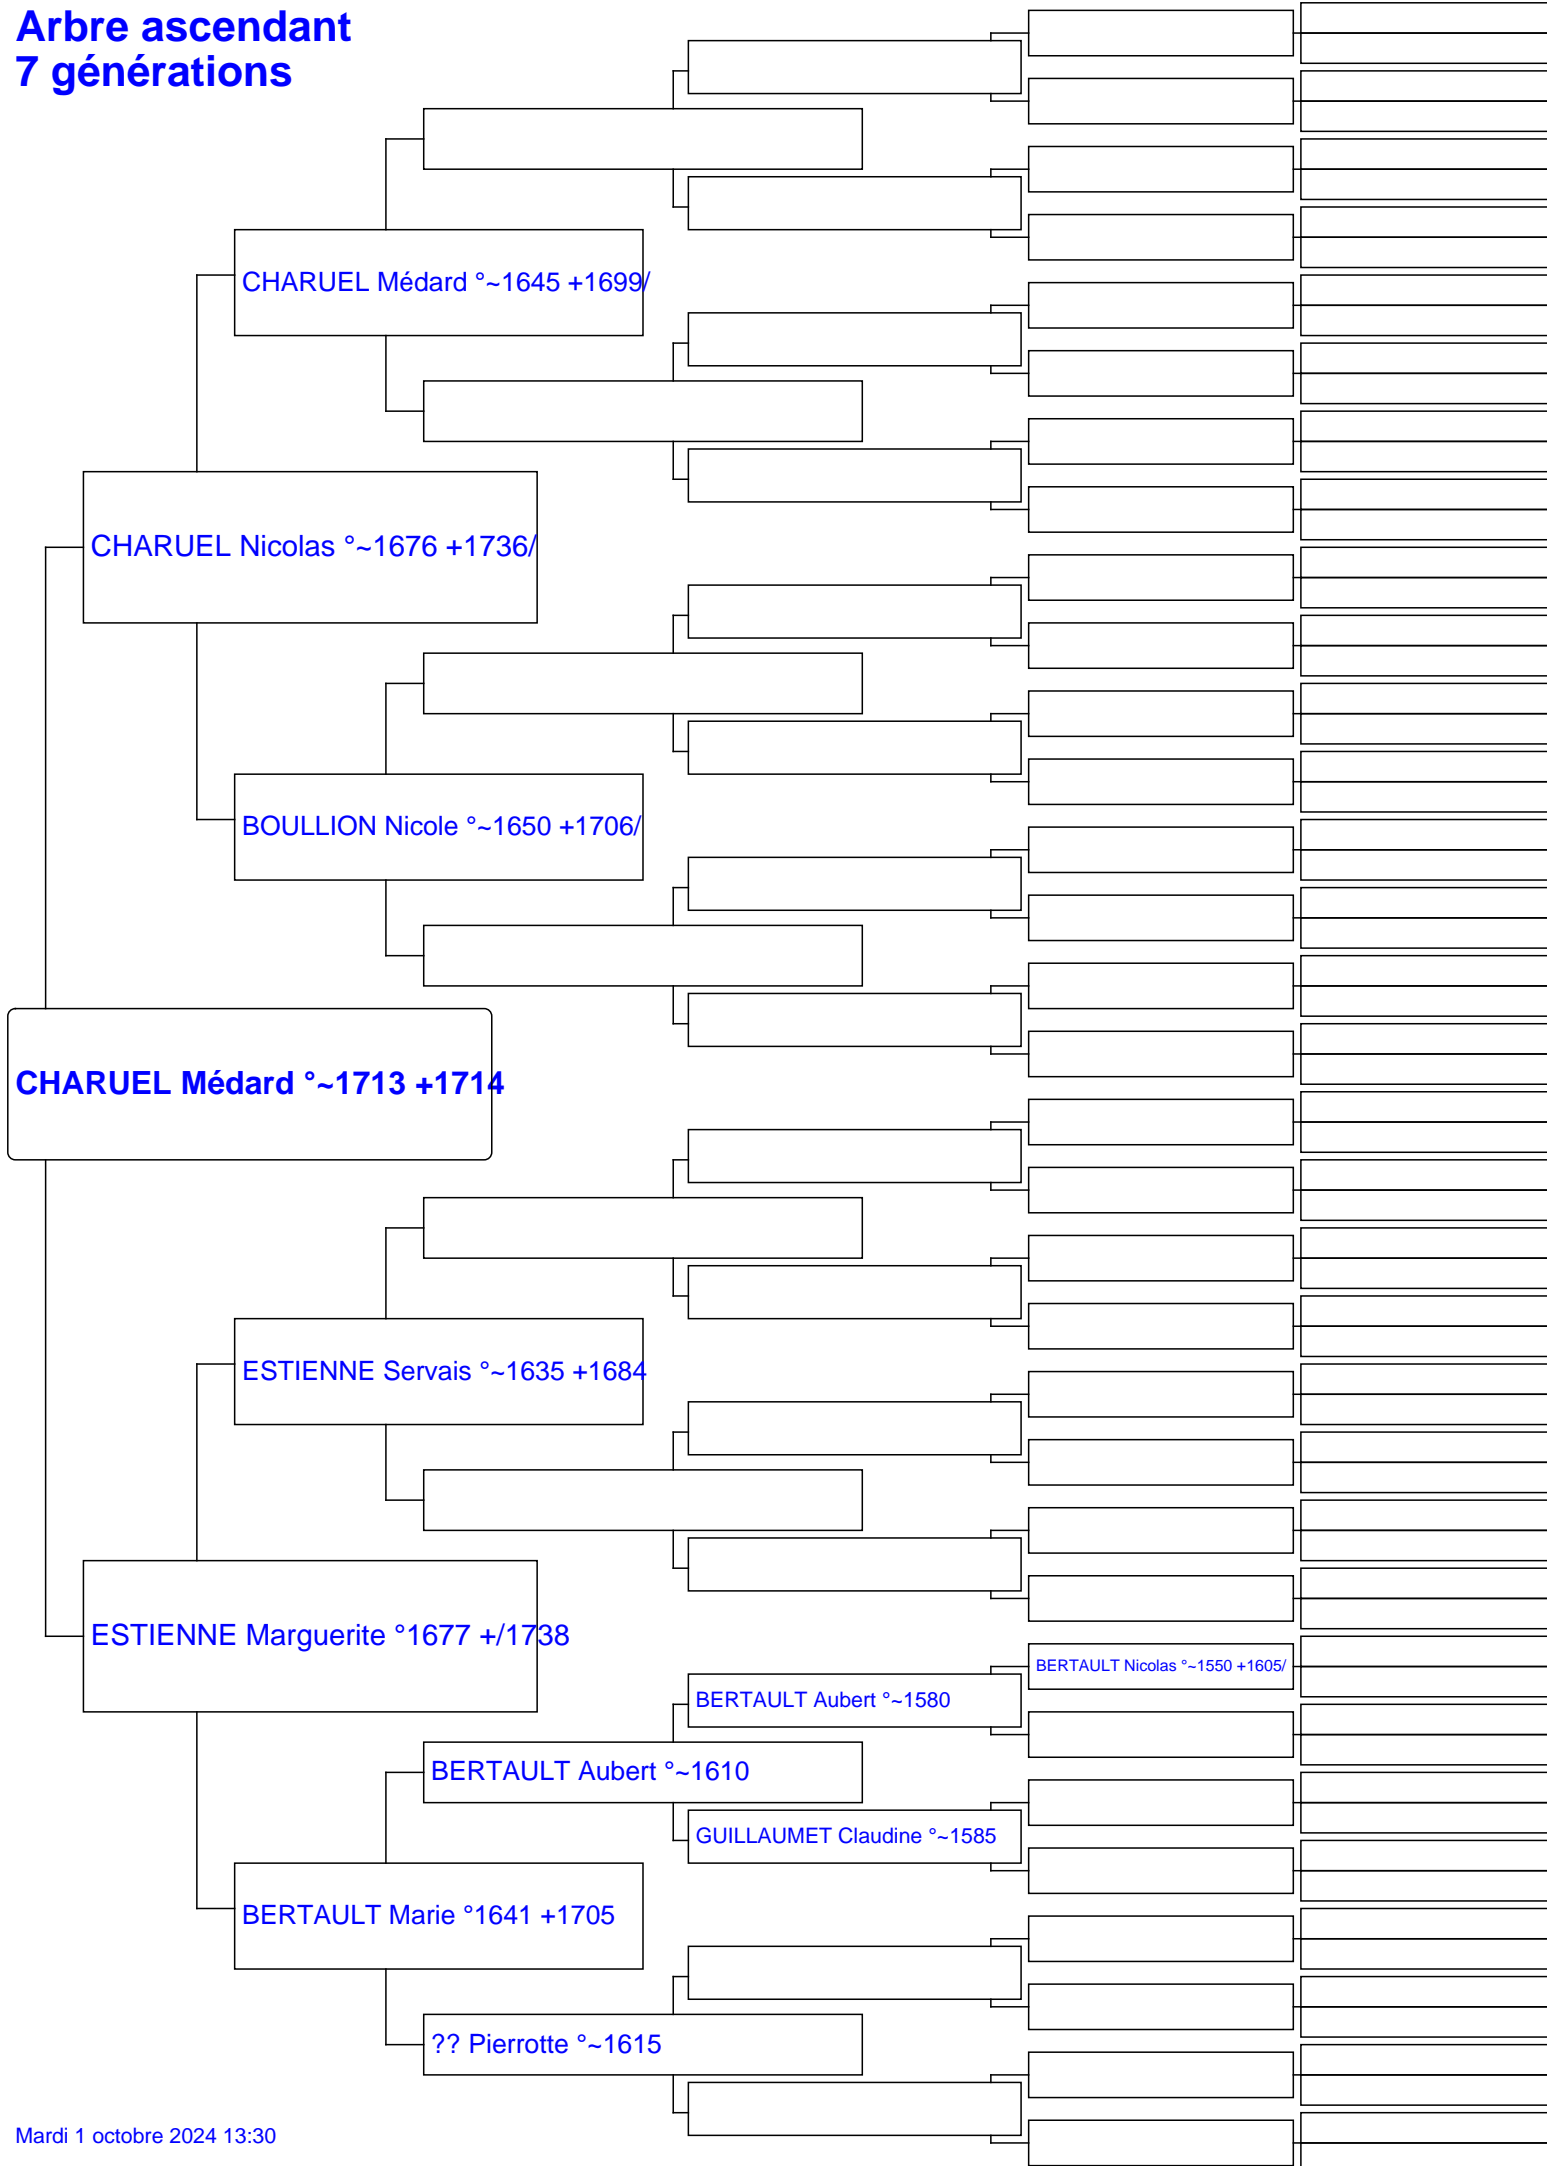 Arbre ascendant
7 générations
CHARUEL Médard °~1645 +1699/
CHARUEL Nicolas °~1676 +1736/
BOULLION Nicole °~1650 +1706/
CHARUEL Médard °~1713 +1714
ESTIENNE Servais °~1635 +1684
ESTIENNE Marguerite °1677 +/1738
BERTAULT Nicolas °~1550 +1605/
BERTAULT Aubert °~1580
BERTAULT Aubert °~1610
GUILLAUMET Claudine °~1585
BERTAULT Marie °1641 +1705
?? Pierrotte °~1615
Mardi 1 octobre 2024 13:30